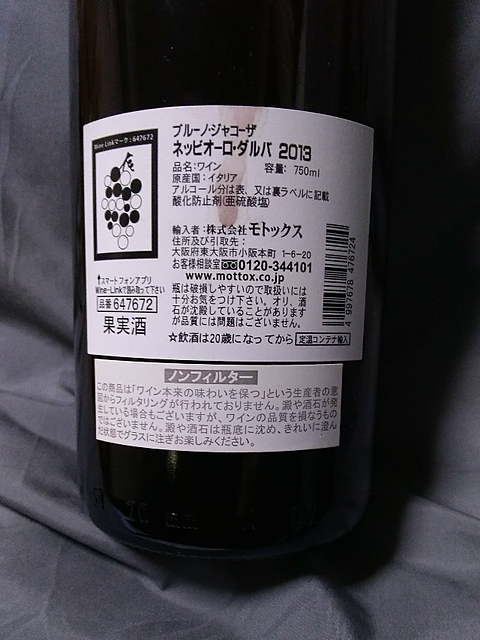 Wine-Linkマーク:647672
ブルーノ・ジャコーザ
ネッビオーロ・ダルバ 2013
品名:ワイン 容量: 750ml
原産国:イタリア
アルコール分は表、又は裏ラベルに記載
酸化防止剤(亜硫酸塩)
輸入者:株式会社モトックス
住所及び引取先:
大阪府東大阪市小阪本町 1-6-20
お客様相談室 0120-344101
www.mottox.co.jp
瓶は破損しやすいので取扱いには
十分お気をつけ下さい。オリ、酒
石が沈殿していることがあります
が品質には問題はございません。
☆飲酒は20歳になってから 定温コンテナ輸入
スマートフォンアプリ
Wine-Linkで読み取って下さい
品番 647672
果実酒
4 997678 476724
ノンフィルター
この商品は「ワイン本来の味わいを保つ」という生産者の意
図からフィルタリングが行われておりません。澱や酒石が発
生している場合もございますが、ワインの品質を損なうもの
ではございません。澱や酒石は瓶底に沈め、きれいに澄ん
だ状態でグラスに注ぎお楽しみください。